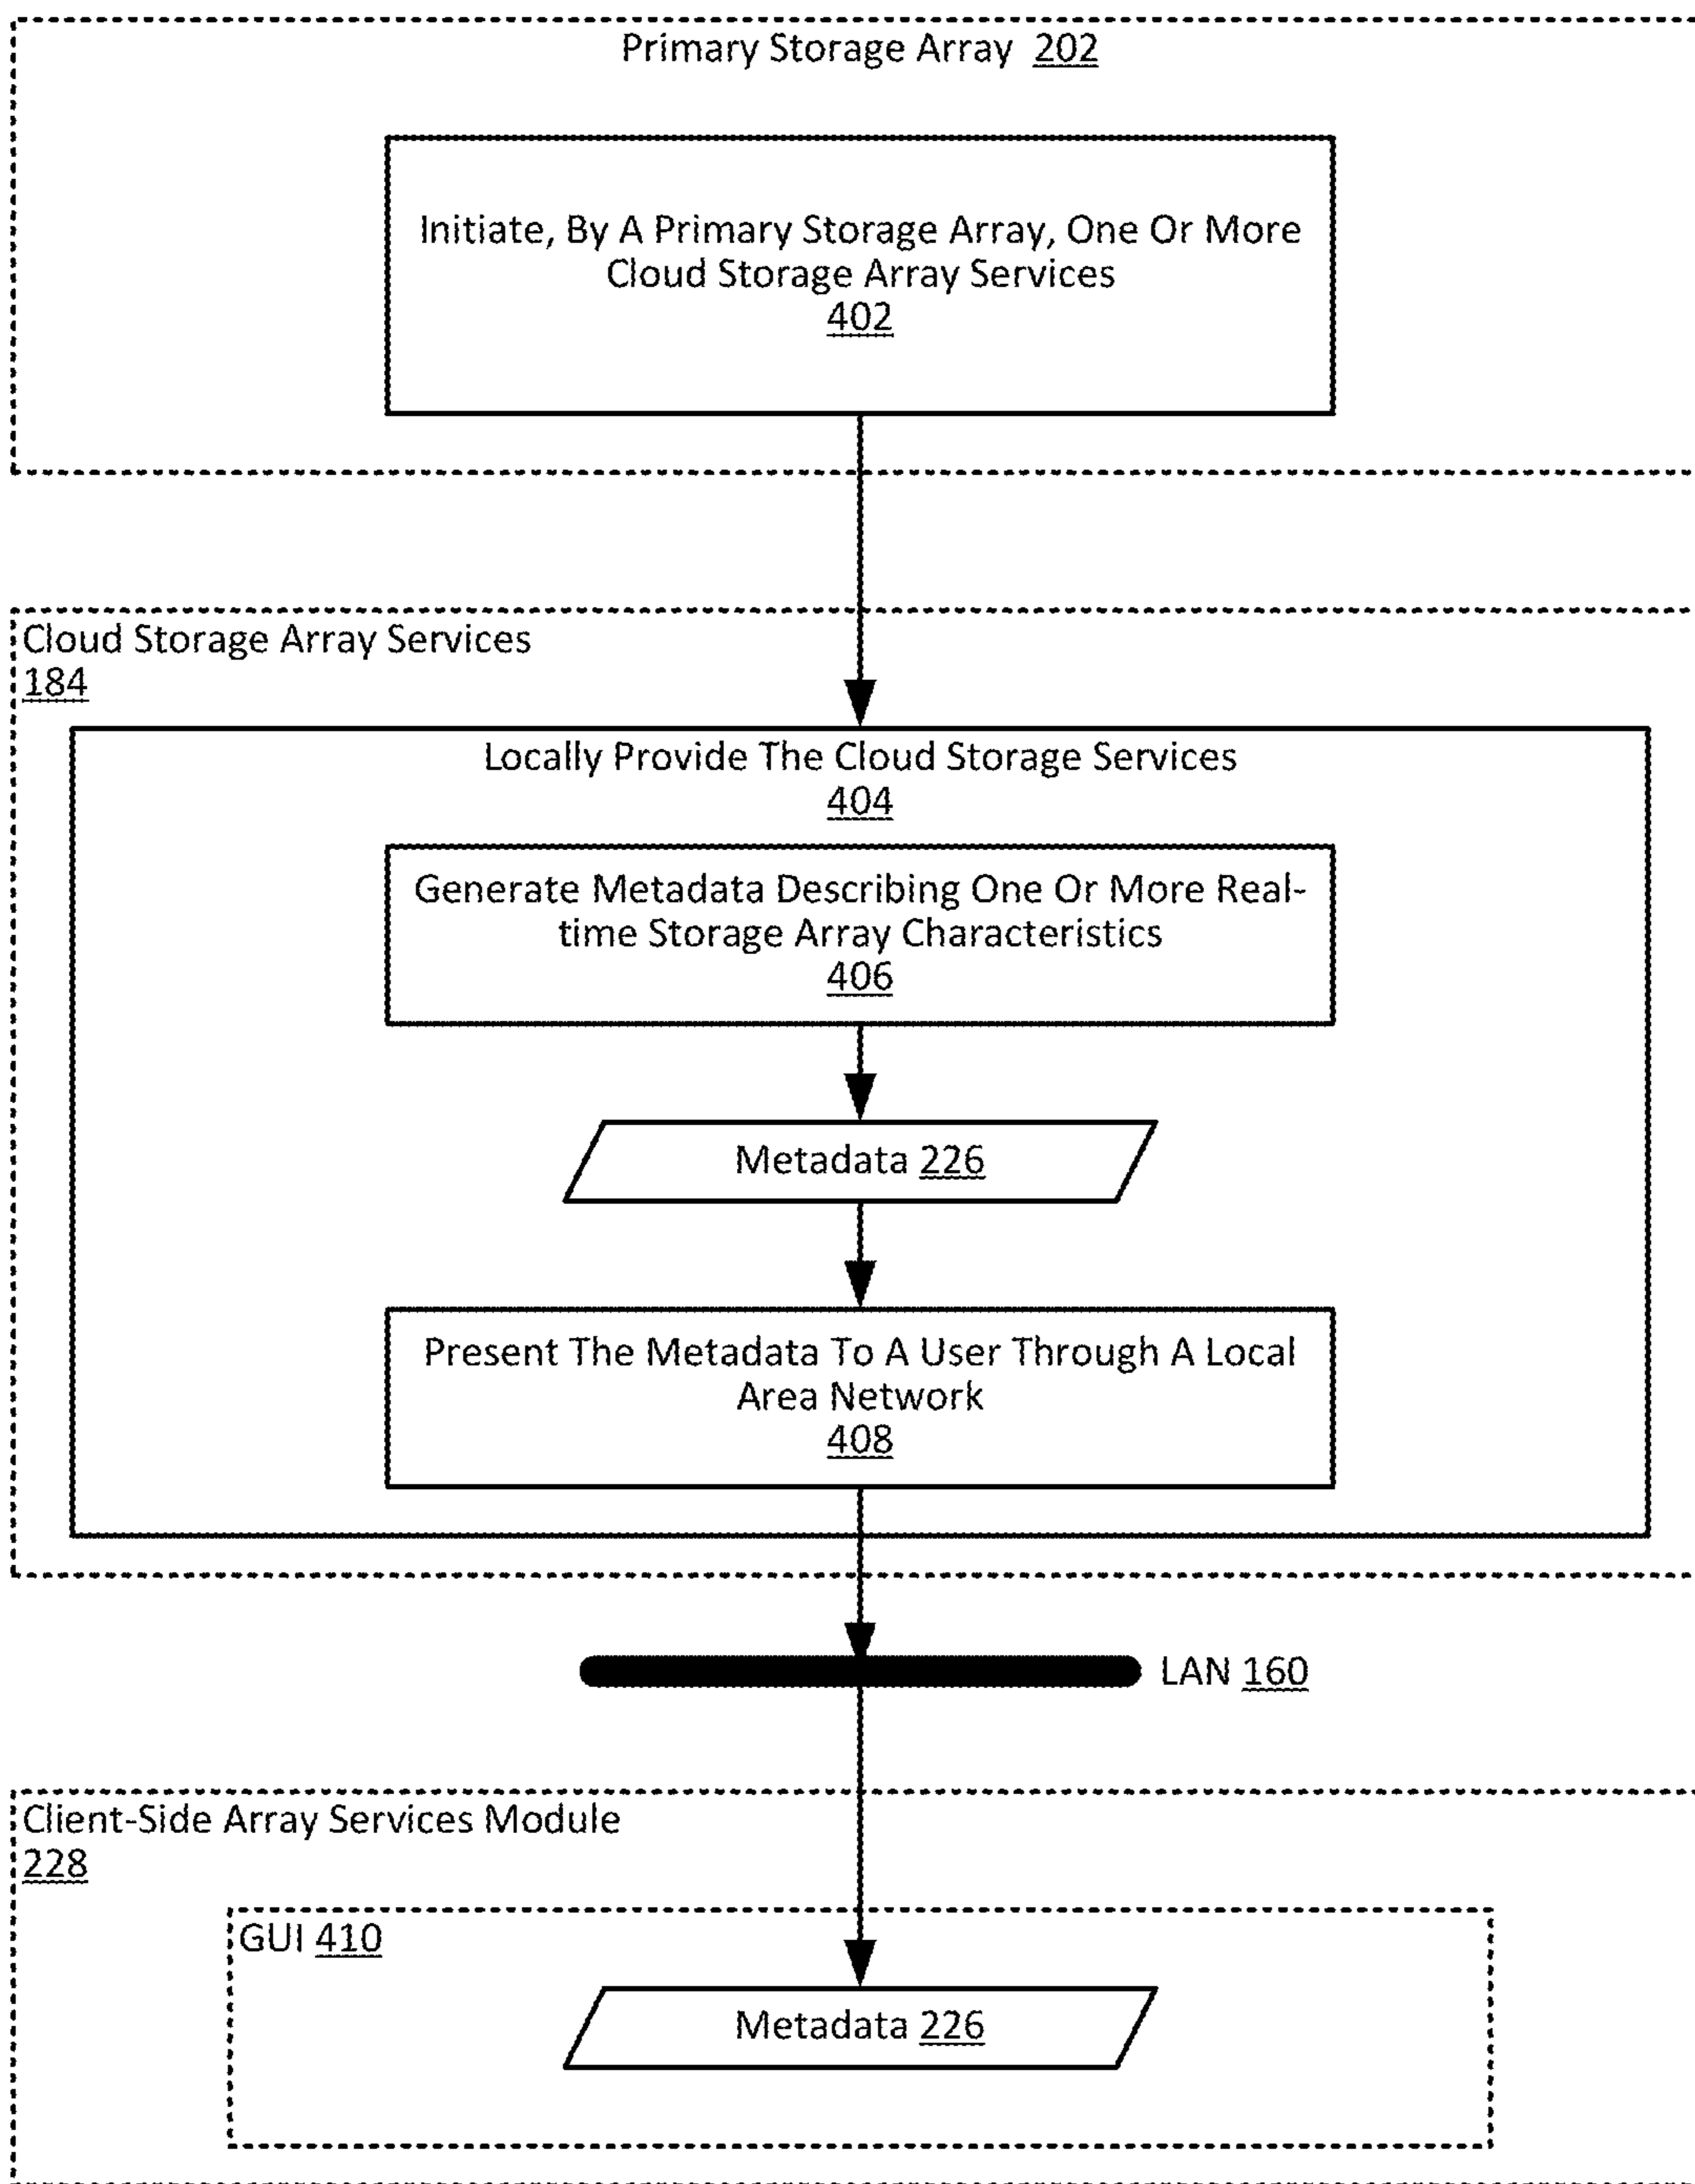 Primary Storage Array 202
Initiate, By A Primary Storage Array, One Or More
Cloud Storage Array Services
402
Cloud Storage Array Services
184
Locally Provide The Cloud Storage Services
404
Generate Metadata Describing One Or More Real-
time Storage Array Characteristics
406
Metadata 226
Present The Metadata To A User Through A Local
Area Network
408
LAN 160
Client-Side Array Services Module
228
GUI 410
Metadata 226